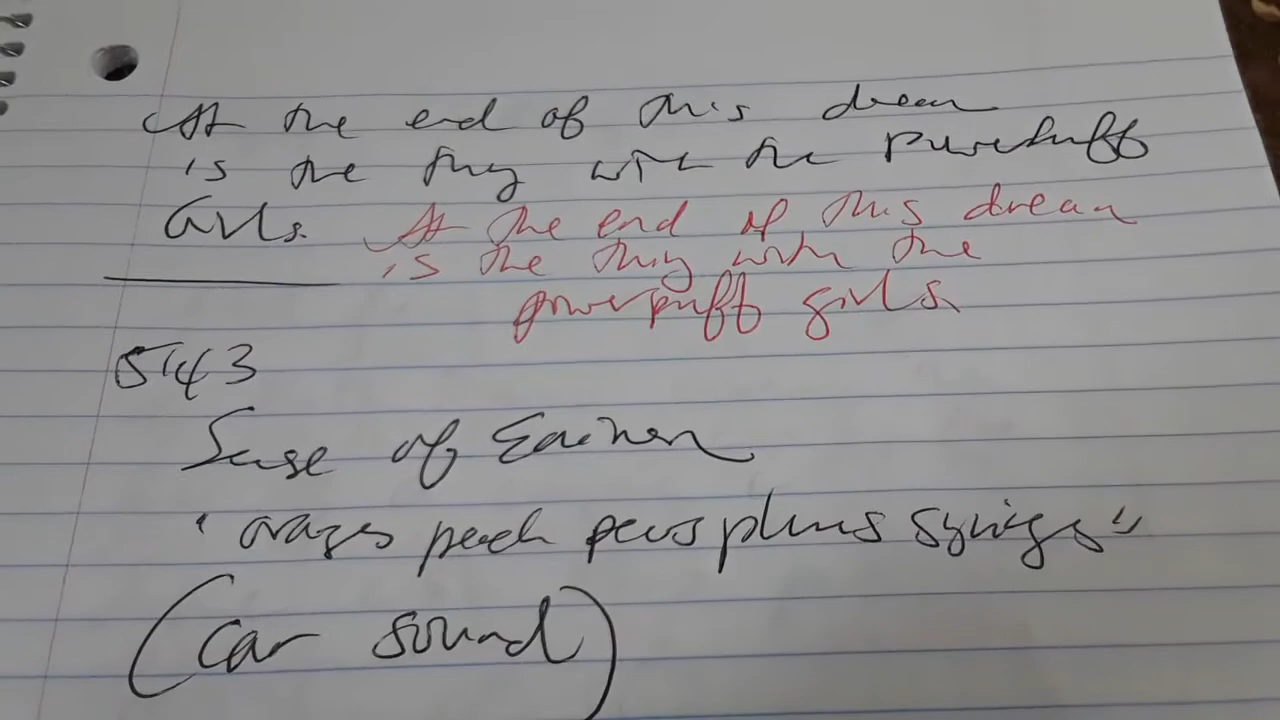 At the end of this dream
is the thing with the Powerpuff
Girls. At the end of this dream
is the thing with the
powerpuff girls.
5:43
Sense of
" oranges peach pears plums syringes "
(car sound)